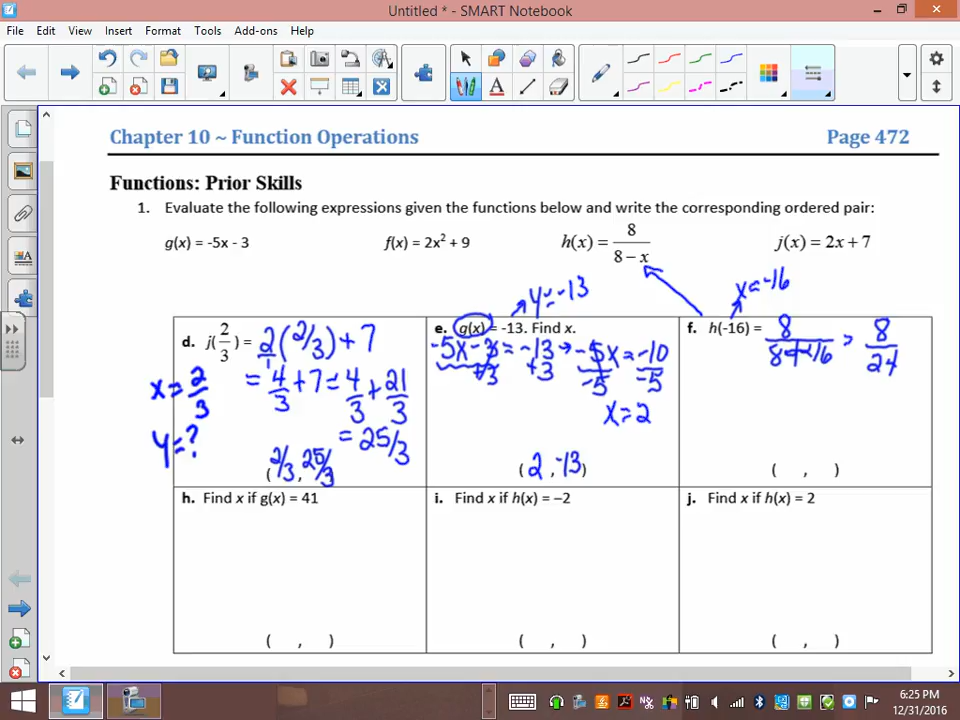 Untitled * - SMART Notebook
File Edit View Insert Format Tools Add-ons Help
Chapter 10 ~ Function Operations Page 472
Functions: Prior Skills
1. Evaluate the following expressions given the functions below and write the corresponding ordered pair:
g(x) = -5x - 3 f(x) = 2x² + 9 h(x) = 8/(8 − x) j(x) = 2x + 7
y = -13
x = -16
d. j(2/3) = 2/1(2/3) + 7
x = 2/3
= 4/3 + 7 = 4/3 + 21/3
y = ?
= 25/3
(2/3, 25/3)
e. g(x) = -13. Find x.
-5x - 3 = -13 → -5x = -10
+3 +3 -5 -5
x = 2
(2, -13)
f. h(-16) = 8/(8 + +16) = 8/24
( , )
h. Find x if g(x) = 41
( , )
i. Find x if h(x) = −2
( , )
j. Find x if h(x) = 2
( , )
6:25 PM
12/31/2016